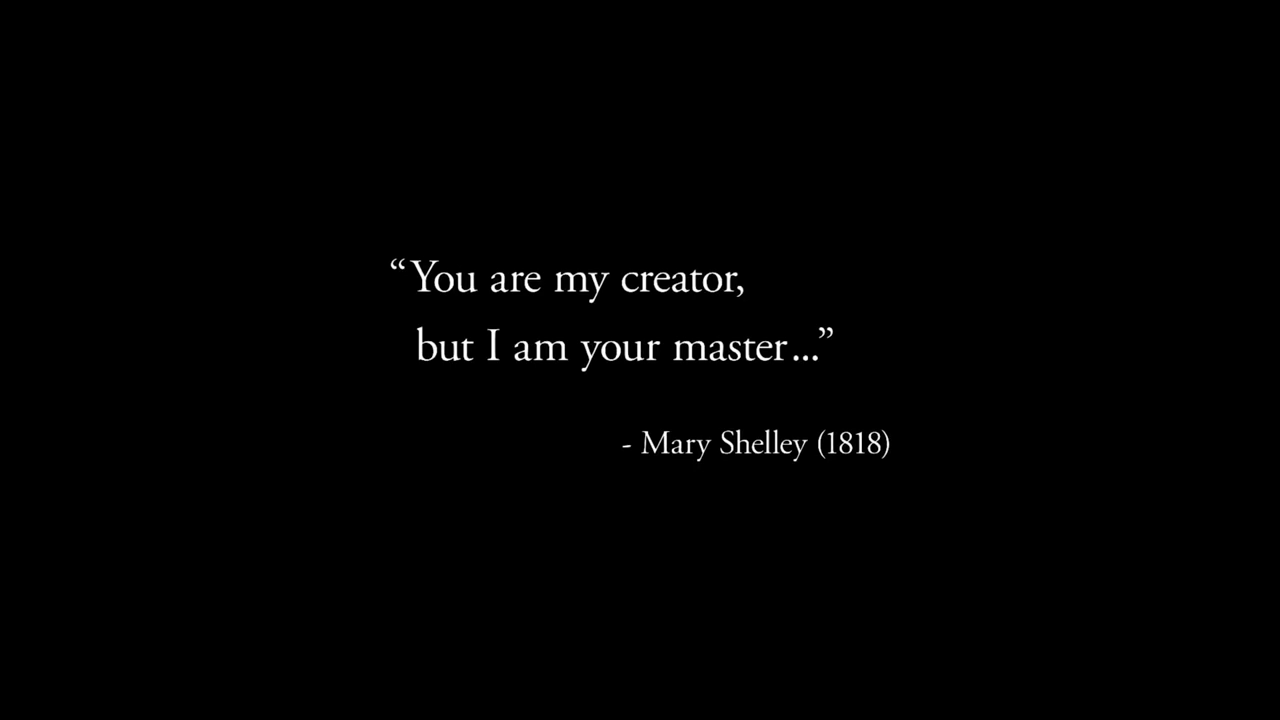 “You are my creator,
but I am your master...”
- Mary Shelley (1818)